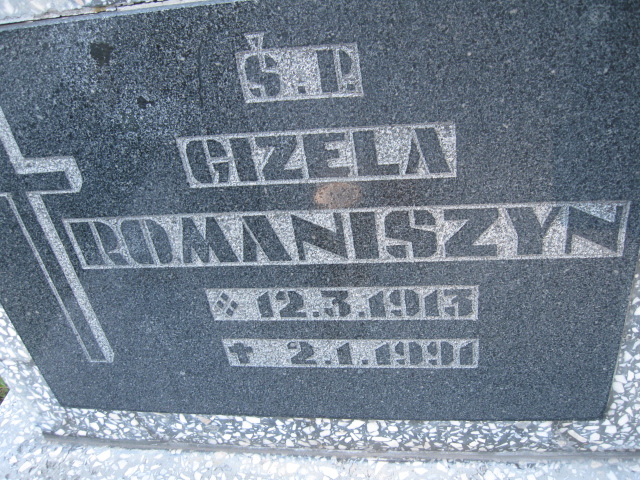 Ś.P.
GIZELA
ROMANISZYN
12.3.1913
2.1.1991